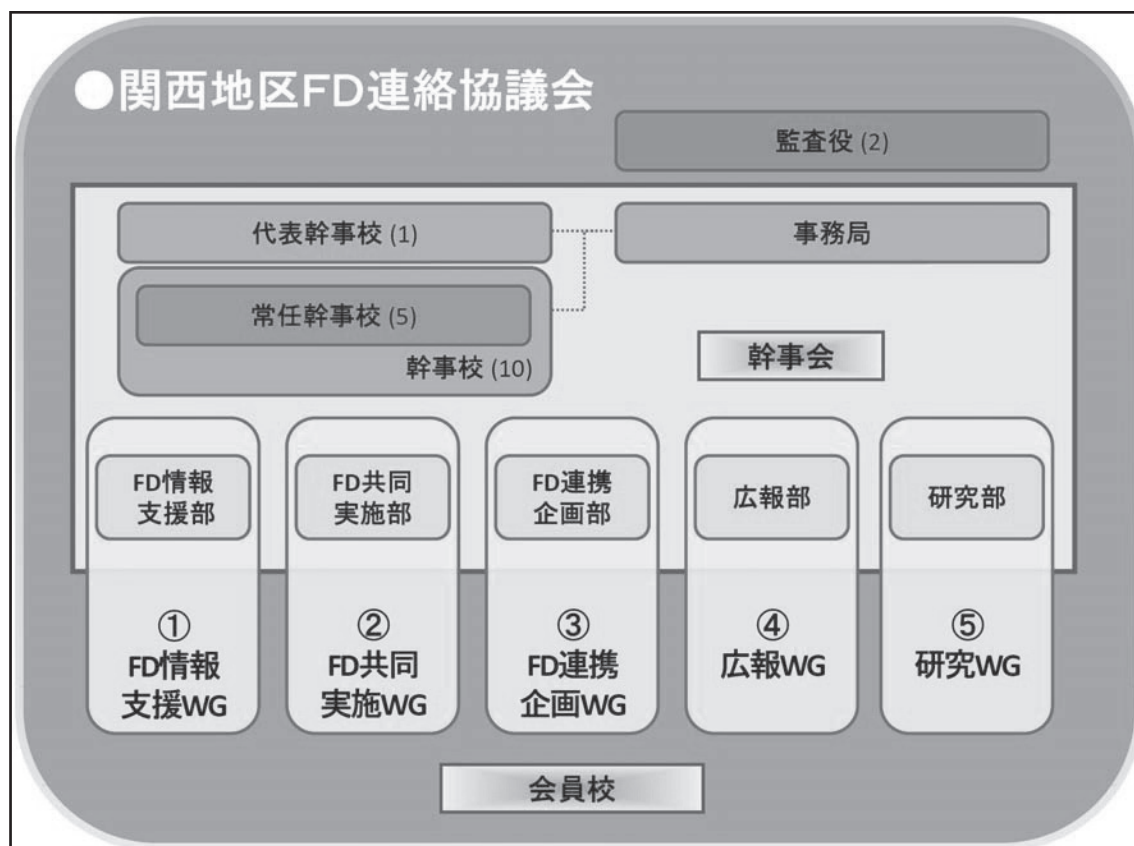 ●関西地区FD連絡協議会
監査役 (2)
代表幹事校 (1)
事務局
常任幹事校 (5)
幹事校 (10)
幹事会
FD情報
支援部
FD共同
実施部
FD連携
企画部
広報部
研究部
①
FD情報
支援WG
②
FD共同
実施WG
③
FD連携
企画WG
④
広報WG
⑤
研究WG
会員校